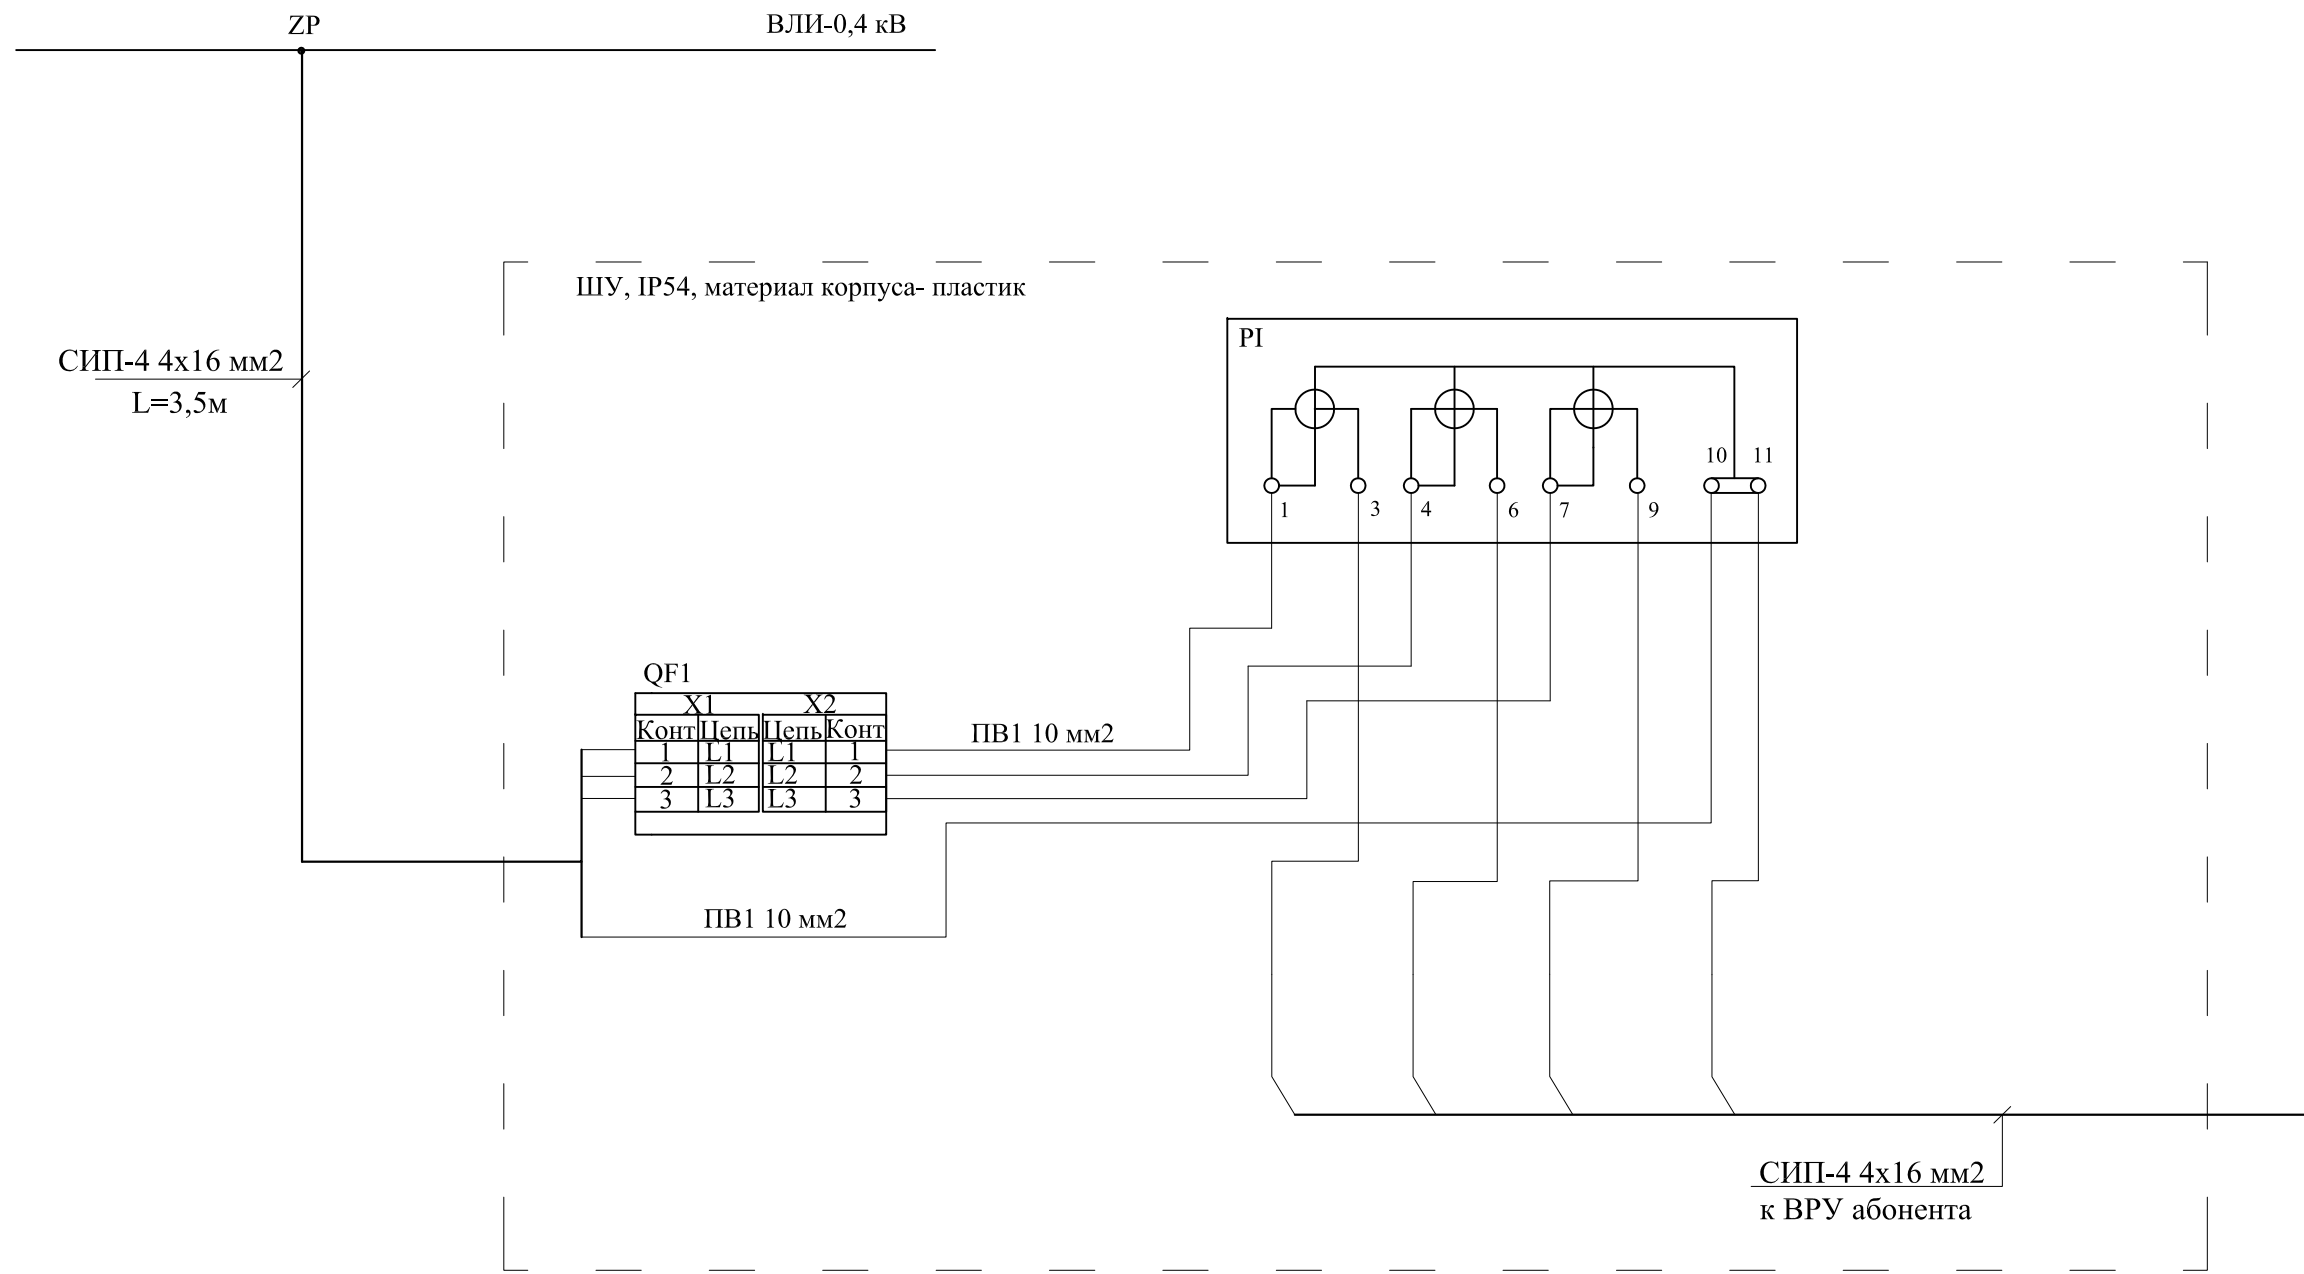 ZP
ВЛИ-0,4 кВ
ШУ, IP54, материал корпуса- пластик
PI
СИП-4 4х16 мм2
L=3,5м
10 11
1 3 4 6 7 9
QF1
X1 X2
Конт Цепь Цепь Конт
1 L1 L1 1
2 L2 L2 2
3 L3 L3 3
ПВ1 10 мм2
ПВ1 10 мм2
СИП-4 4х16 мм2
к ВРУ абонента